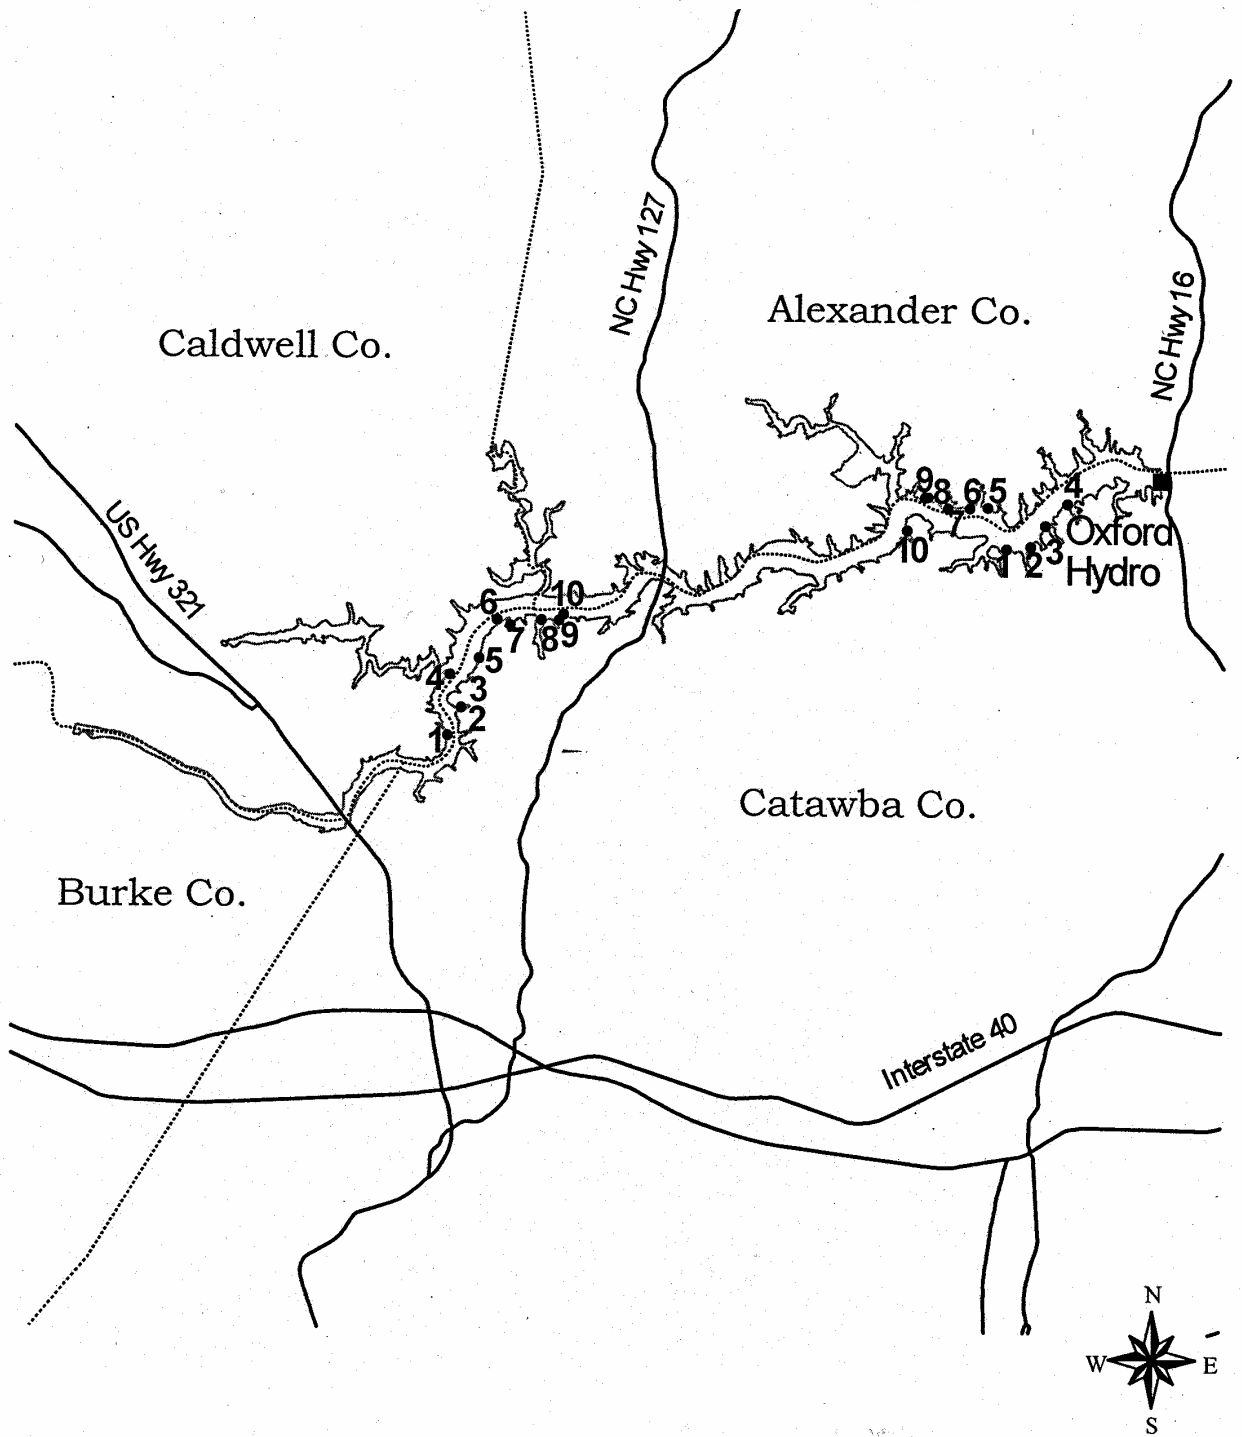 NC Hwy 127
Alexander Co.
NC Hwy 16
Caldwell Co.
US Hwy 321
9
8
6
5
4
10
1
2
3
Oxford
Hydro
6
10
7
8
9
5
4
3
2
1
Catawba Co.
Burke Co.
Interstate 40
N
W
E
S